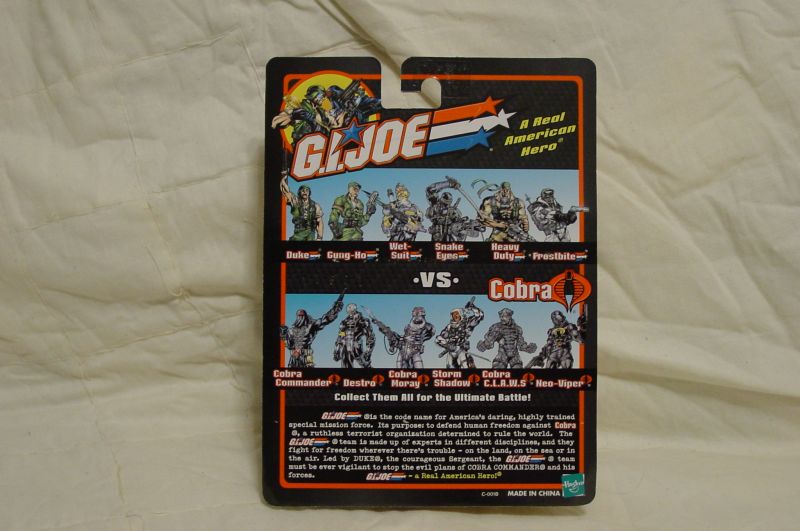 G.I.JOE
A Real
American
Hero®
Duke
Gung-Ho
Wet-
Suit
Snake
Eyes
Heavy
Duty
Frostbite
·VS·
Cobra
Cobra
Commander
Destro
Cobra
Moray
Storm
Shadow
Cobra
C.L.A.W.S
Neo-Viper
Collect Them All for the Ultimate Battle!
G.I.JOE ® is the code name for America's daring, highly trained
special mission force. Its purpose: to defend human freedom against Cobra
®, a ruthless terrorist organization determined to rule the world. The
G.I.JOE ® team is made up of experts in different disciplines, and they
fight for freedom wherever there's trouble - on the land, on the sea or in
the air. Led by DUKE®, the courageous Sergeant, the G.I.JOE ® team
must be ever vigilant to stop the evil plans of COBRA COMMANDER® and his
forces. G.I.JOE - a Real American Hero!®
C-001B MADE IN CHINA
Hasbro